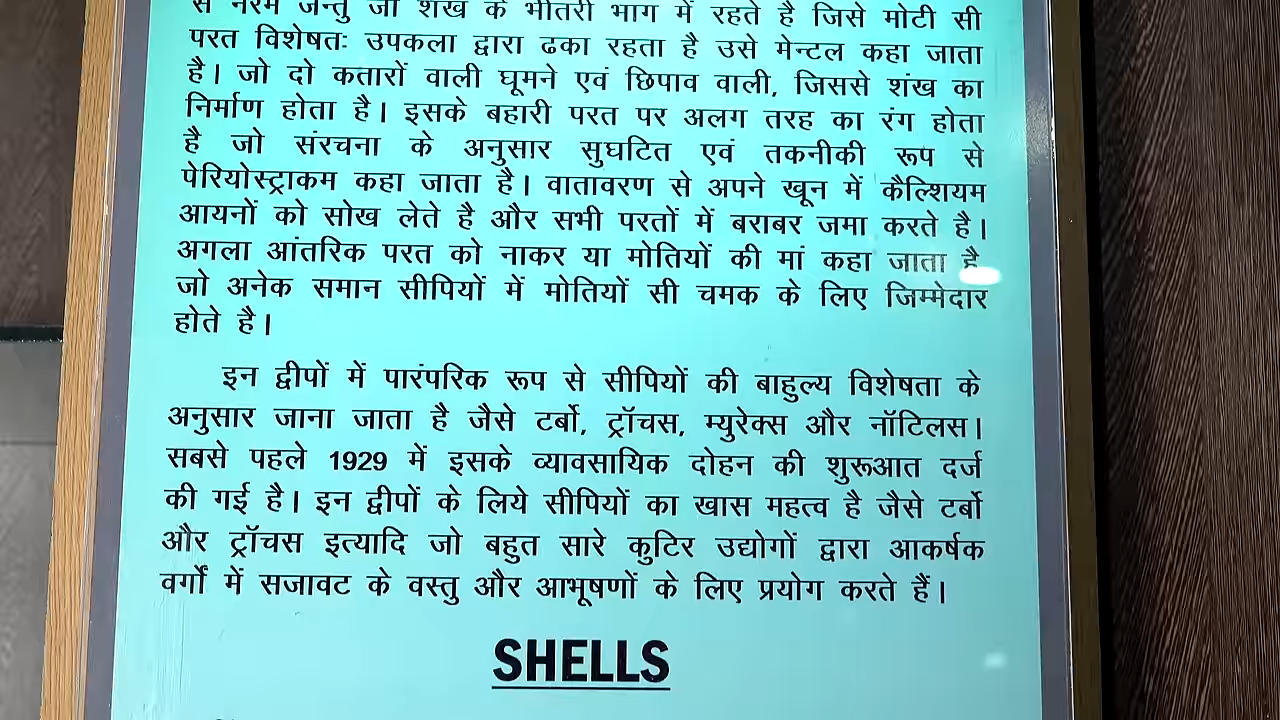 से नरम जन्तु जो शंख के भीतरी भाग में रहते है जिसे मोटी सी
परत विशेषतः उपकला द्वारा ढका रहता है उसे मेन्टल कहा जाता
है। जो दो कतारों वाली घूमने एवं छिपाव वाली, जिससे शंख का
निर्माण होता है। इसके बहारी परत पर अलग तरह का रंग होता
है जो संरचना के अनुसार सुघटित एवं तकनीकी रूप से
पेरियोस्ट्राकम कहा जाता है। वातावरण से अपने खून में कैल्शियम
आयनों को सोख लेते है और सभी परतों में बराबर जमा करते है।
अगला आंतरिक परत को नाकर या मोतियों की मां कहा जाता है
जो अनेक समान सीपियों में मोतियों सी चमक के लिए जिम्मेदार
होते है।
इन द्वीपों में पारंपरिक रूप से सीपियों की बाहुल्य विशेषता के
अनुसार जाना जाता है जैसे टर्बो, ट्रॉचस, म्युरेक्स और नॉटिलस।
सबसे पहले 1929 में इसके व्यावसायिक दोहन की शुरूआत दर्ज
की गई है। इन द्वीपों के लिये सीपियों का खास महत्व है जैसे टर्बो
और ट्रॉचस इत्यादि जो बहुत सारे कुटिर उद्योगों द्वारा आकर्षक
वर्गों में सजावट के वस्तु और आभूषणों के लिए प्रयोग करते हैं।
SHELLS